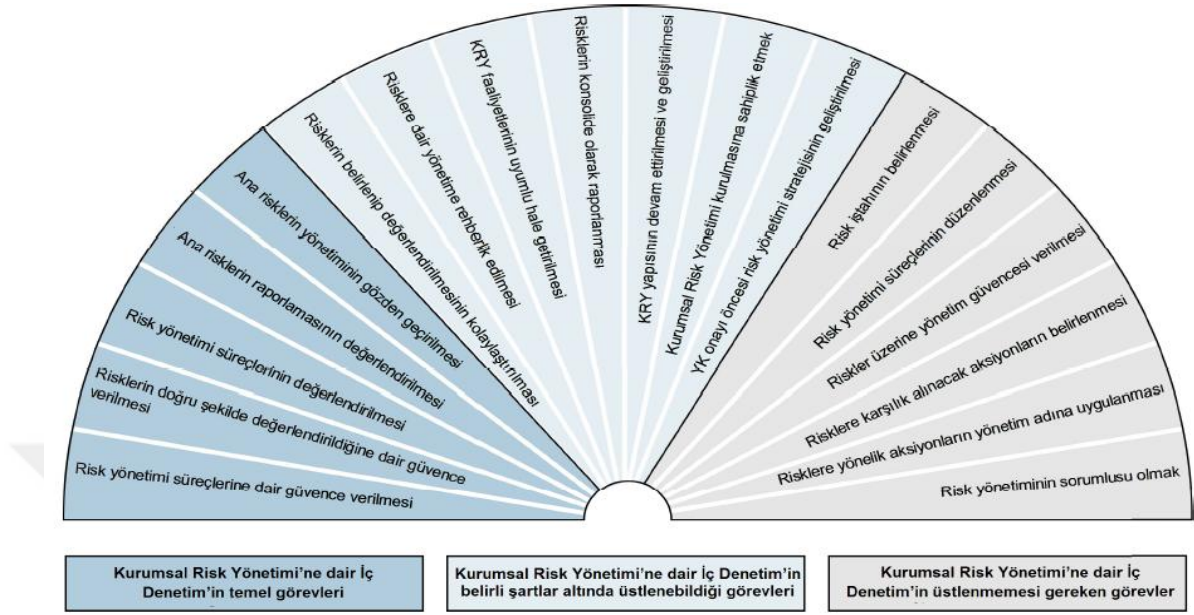 Risk yönetimi süreçlerine dair güvence verilmesi
Risklerin doğru şekilde değerlendirildiğine dair güvence
verilmesi
Risk yönetimi süreçlerinin değerlendirilmesi
Ana risklerin raporlamasının değerlendirilmesi
Ana risklerin yönetiminin gözden geçirilmesi
Risklerin belirlenip değerlendirilmesinin kolaylaştırılması
Risklere dair yönetime rehberlik edilmesi
KRY faaliyetlerinin uyumlu hale getirilmesi
Risklerin konsolide olarak raporlanması
KRY yapısının devam ettirilmesi ve geliştirilmesi
Kurumsal Risk Yönetimi kurulmasına sahiplik etmek
YK onayı öncesi risk yönetimi stratejisinin geliştirilmesi
Risk iştahının belirlenmesi
Risk yönetimi süreçlerinin düzenlenmesi
Riskler üzerine yönetim güvencesi verilmesi
Risklere karşılık alınacak aksiyonların belirlenmesi
Risklere yönelik aksiyonların yönetim adına uygulanması
Risk yönetiminin sorumlusu olmak
Kurumsal Risk Yönetimi’ne dair İç
Denetim’in temel görevleri
Kurumsal Risk Yönetimi’ne dair İç Denetim’in
belirli şartlar altında üstlenebildiği görevleri
Kurumsal Risk Yönetimi’ne dair İç
Denetim’in üstlenmemesi gereken görevler